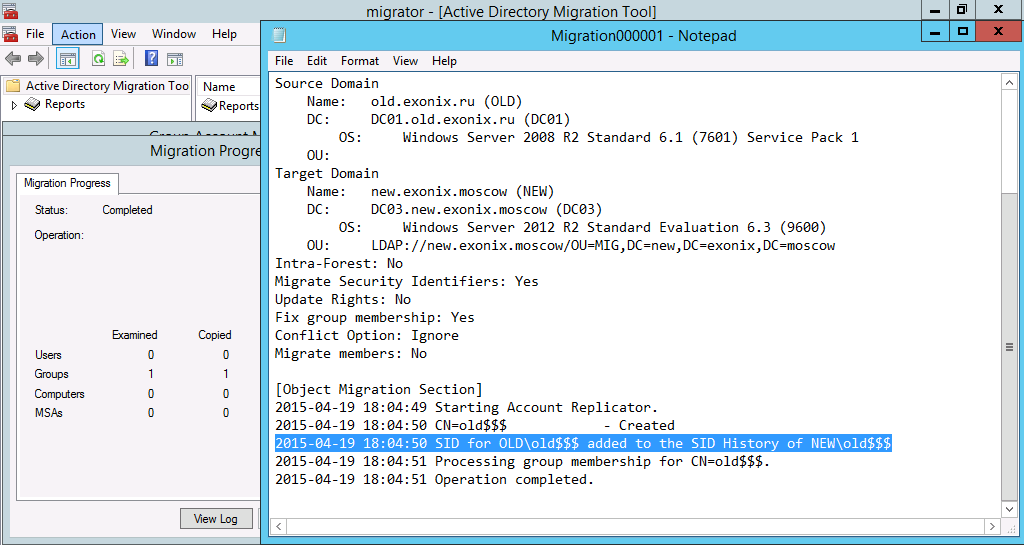 migrator - [Active Directory Migration Tool]
File Action View Window Help
Active Directory Migration Too
Reports
Name
Reports
Migration Progre
Migration Progress
Status: Completed
Operation:
Examined Copied
Users 0 0
Groups 1 1
Computers 0 0
MSAs 0 0
View Log
Migration000001 - Notepad
File Edit Format View Help
Source Domain
Name: old.exonix.ru (OLD)
DC: DC01.old.exonix.ru (DC01)
OS: Windows Server 2008 R2 Standard 6.1 (7601) Service Pack 1
OU:
Target Domain
Name: new.exonix.moscow (NEW)
DC: DC03.new.exonix.moscow (DC03)
OS: Windows Server 2012 R2 Standard Evaluation 6.3 (9600)
OU: LDAP://new.exonix.moscow/OU=MIG,DC=new,DC=exonix,DC=moscow
Intra-Forest: No
Migrate Security Identifiers: Yes
Update Rights: No
Fix group membership: Yes
Conflict Option: Ignore
Migrate members: No
[Object Migration Section]
2015-04-19 18:04:49 Starting Account Replicator.
2015-04-19 18:04:50 CN=old$$$ - Created
2015-04-19 18:04:50 SID for OLD\old$$$ added to the SID History of NEW\old$$$
2015-04-19 18:04:51 Processing group membership for CN=old$$$.
2015-04-19 18:04:51 Operation completed.